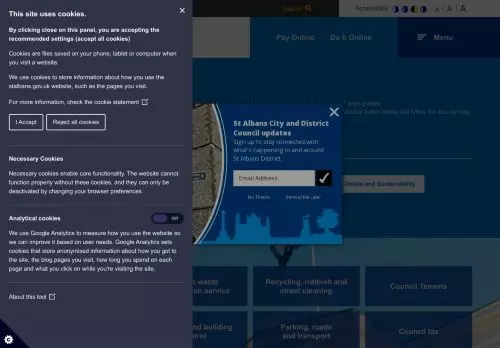 This site uses cookies.
By clicking close on this panel, you are accepting the
recommended settings (accept all cookies)
Cookies are files saved on your phone, tablet or computer when
you visit a website.
We use cookies to store information about how you use the
stalbans.gov.uk website, such as the pages you visit.
For more information, check the cookie statement
I Accept
Reject all cookies
Necessary Cookies
Necessary cookies enable core functionality. The website cannot
function properly without these cookies, and they can only be
deactivated by changing your browser preferences.
Analytical cookies
Off
We use Google Analytics to measure how you use the website so
we can improve it based on user needs. Google Analytics sets
cookies that store anonymised information about how you got to
the site, the blog pages you visit, how long you spend on each
page and what you click on while you're visiting the site.
About this tool
Search
Accessibility
A A A
Pay Online
Do it Online
Menu
St Albans City and District
Council updates
Sign up to stay connected with
what's happening in and around
St Albans District
Email Address
No Thanks
Remind Me Later
Climate and Sustainability
waste
on service
Recycling, rubbish and
street cleaning
Council Tenants
and building
trol
Parking, roads
and transport
Council tax